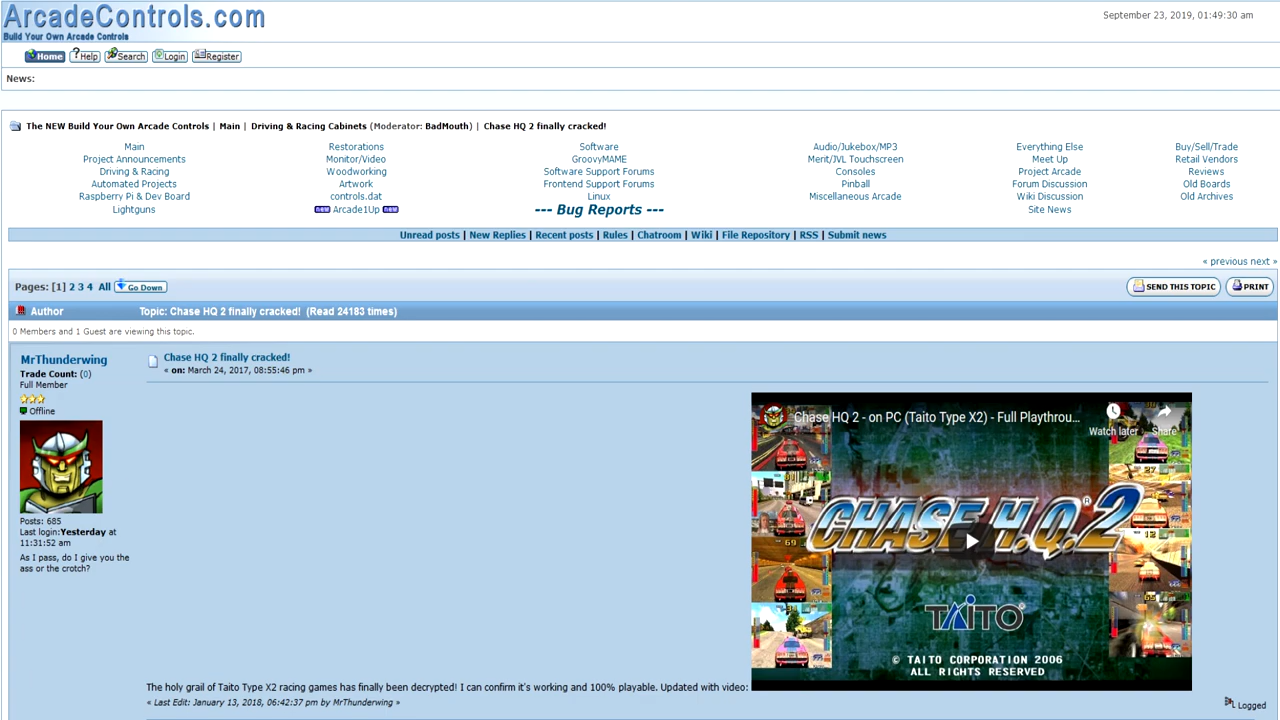 ArcadeControls.com
Build Your Own Arcade Controls
September 23, 2019, 01:49:30 am
Home Help Search Login Register
News:
The NEW Build Your Own Arcade Controls | Main | Driving & Racing Cabinets (Moderator: BadMouth) | Chase HQ 2 finally cracked!
Main Restorations Software Audio/Jukebox/MP3 Everything Else Buy/Sell/Trade
Project Announcements Monitor/Video GroovyMAME Merit/JVL Touchscreen Meet Up Retail Vendors
Driving & Racing Woodworking Software Support Forums Consoles Project Arcade Reviews
Automated Projects Artwork Frontend Support Forums Pinball Forum Discussion Old Boards
Raspberry Pi & Dev Board controls.dat Linux Miscellaneous Arcade Wiki Discussion Old Archives
Lightguns new Arcade1Up new --- Bug Reports --- Site News
Unread posts | New Replies | Recent posts | Rules | Chatroom | Wiki | File Repository | RSS | Submit news
« previous next »
Pages: [1] 2 3 4 All Go Down SEND THIS TOPIC PRINT
Author Topic: Chase HQ 2 finally cracked! (Read 24183 times)
0 Members and 1 Guest are viewing this topic.
MrThunderwing
Trade Count: (0)
Full Member
Offline
Posts: 685
Last login:Yesterday at
11:31:52 am
As I pass, do I give you the
ass or the crotch?
Chase HQ 2 finally cracked!
« on: March 24, 2017, 08:55:46 pm »
Chase HQ 2 - on PC (Taito Type X2) - Full Playthrou...
Watch later Share
CHASE H.Q.2 ®
TAITO®
© TAITO CORPORATION 2006
ALL RIGHTS RESERVED
The holy grail of Taito Type X2 racing games has finally been decrypted! I can confirm it's working and 100% playable. Updated with video:
« Last Edit: January 13, 2018, 06:42:37 pm by MrThunderwing »
Logged